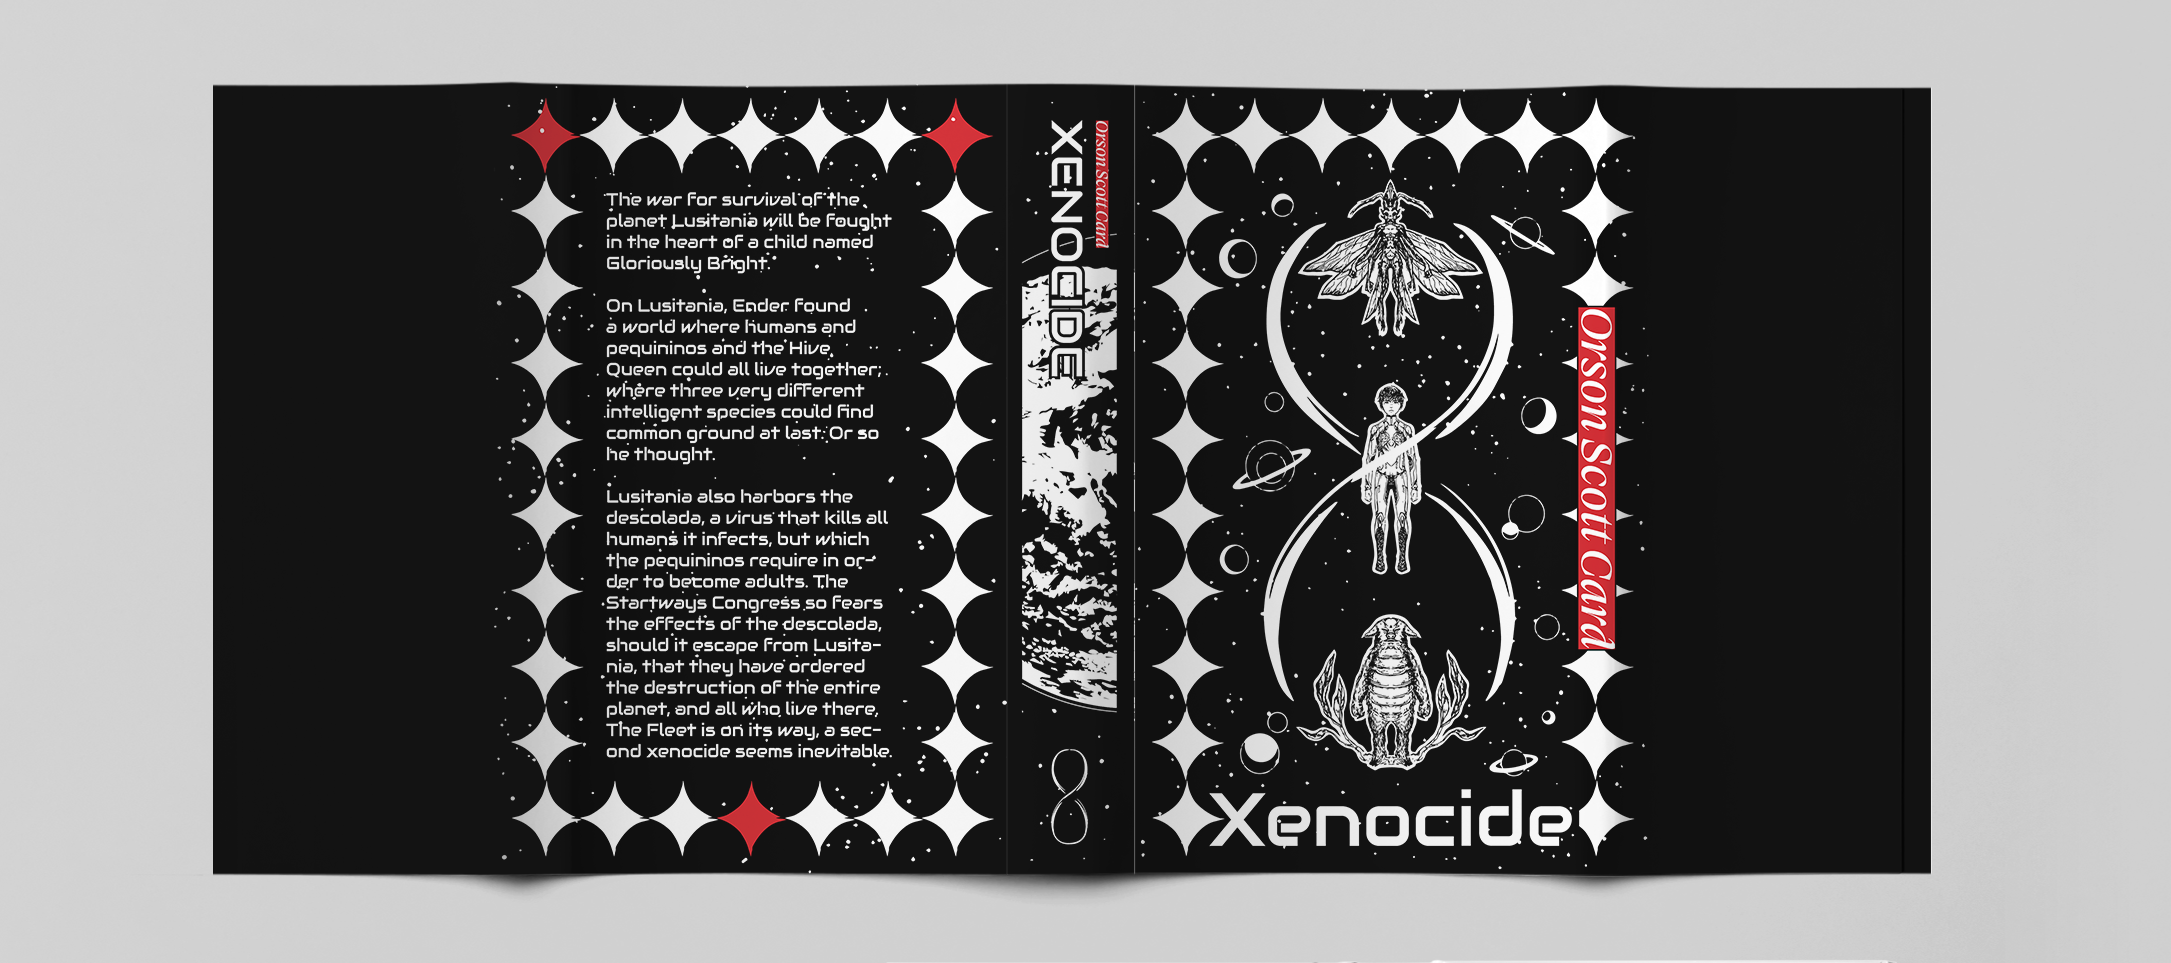 The war for survival of the
planet Lusitania will be fought
in the heart of a child named
Gloriously Bright.
On Lusitania, Ender found
a world where humans and
pequininos and the Hive
Queen could all live together;
where three very different
intelligent species could find
common ground at last. Or so
he thought.
Lusitania also harbors the
descolada, a virus that kills all
humans it infects, but which
the pequininos require in or-
der to become adults. The
Startways Congress so fears
the effects of the descolada,
should it escape from Lusita-
nia, that they have ordered
the destruction of the entire
planet, and all who live there,
The Fleet is on its way, a sec-
ond xenocide seems inevitable.
Orson Scott Card
XENOCIDE
Orson Scott Card
Xenocide